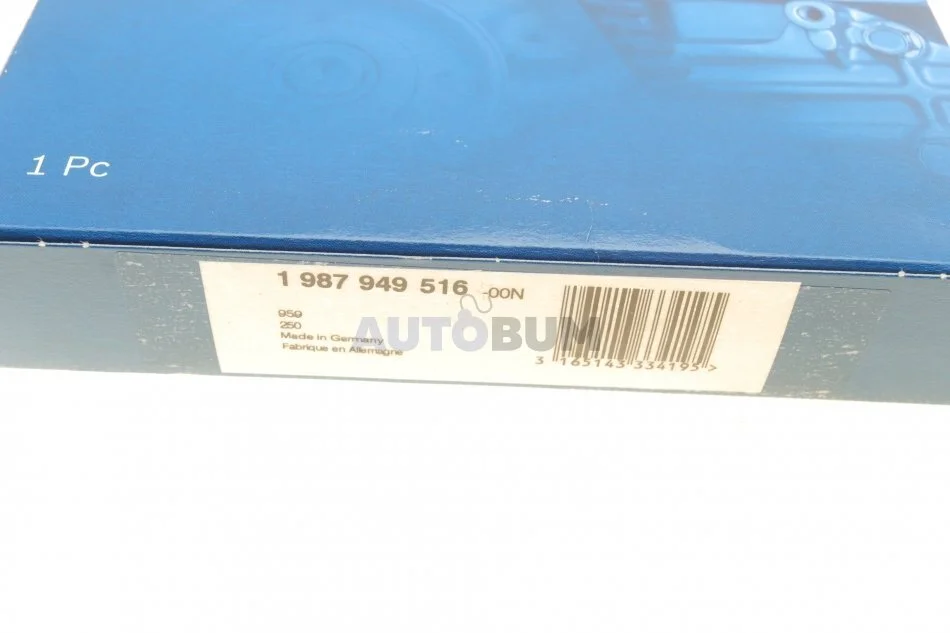 1 Pc
1 987 949 516 -00N
959
250
Made in Germany
Fabrique en Allemagne
AUTOBUM
3 165143 334195 >